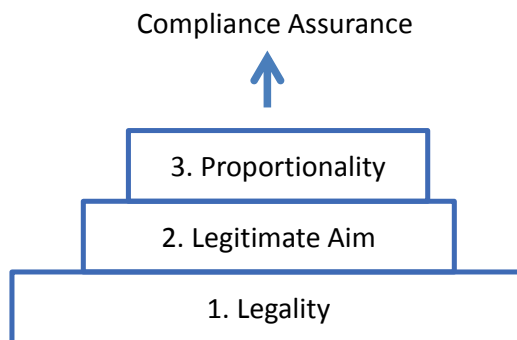 Compliance Assurance
3. Proportionality
2. Legitimate Aim
1. Legality